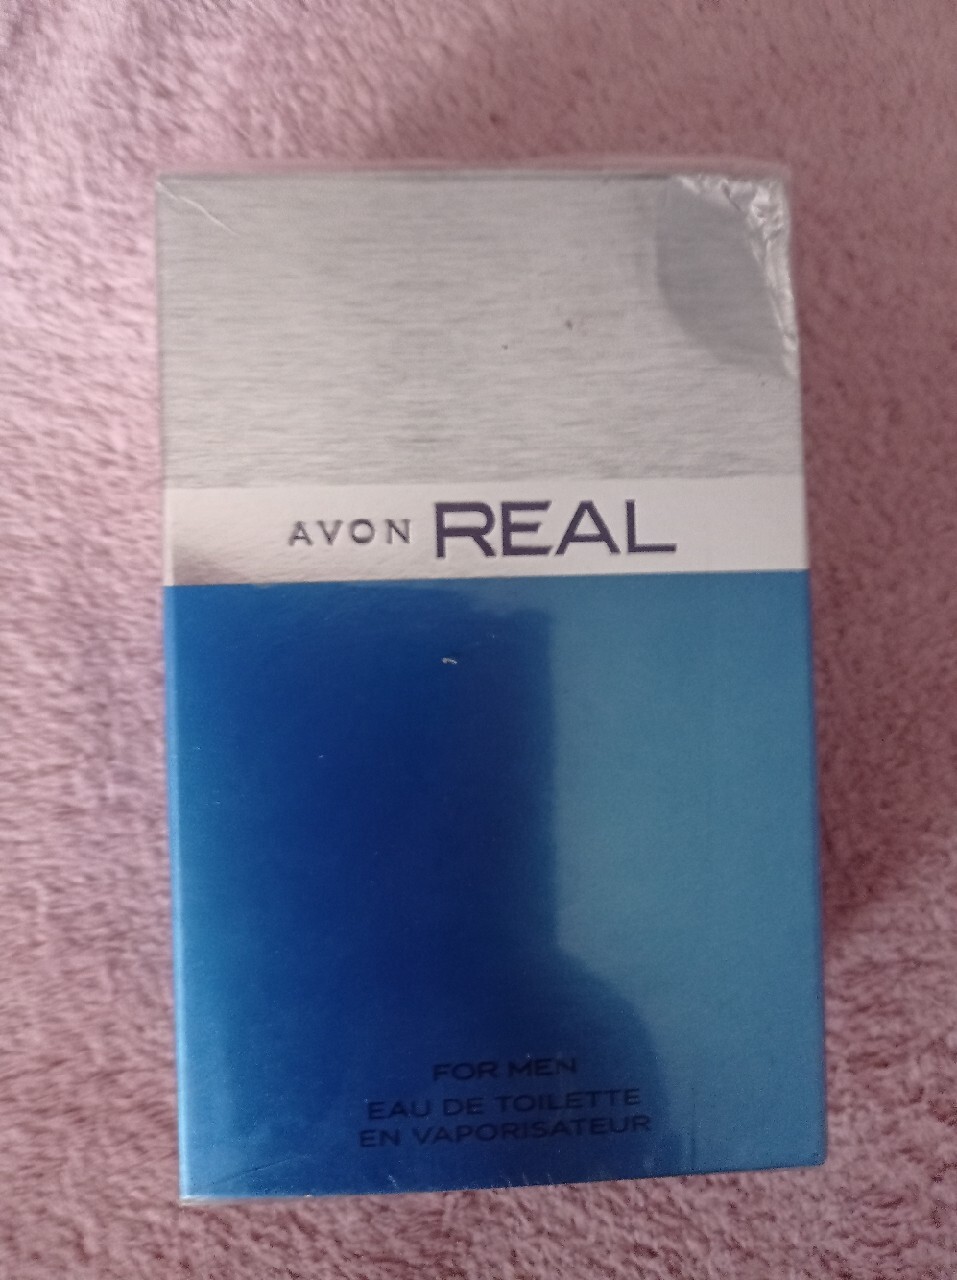 AVON REAL
FOR MEN
EAU DE TOILETTE
EN VAPORISATEUR